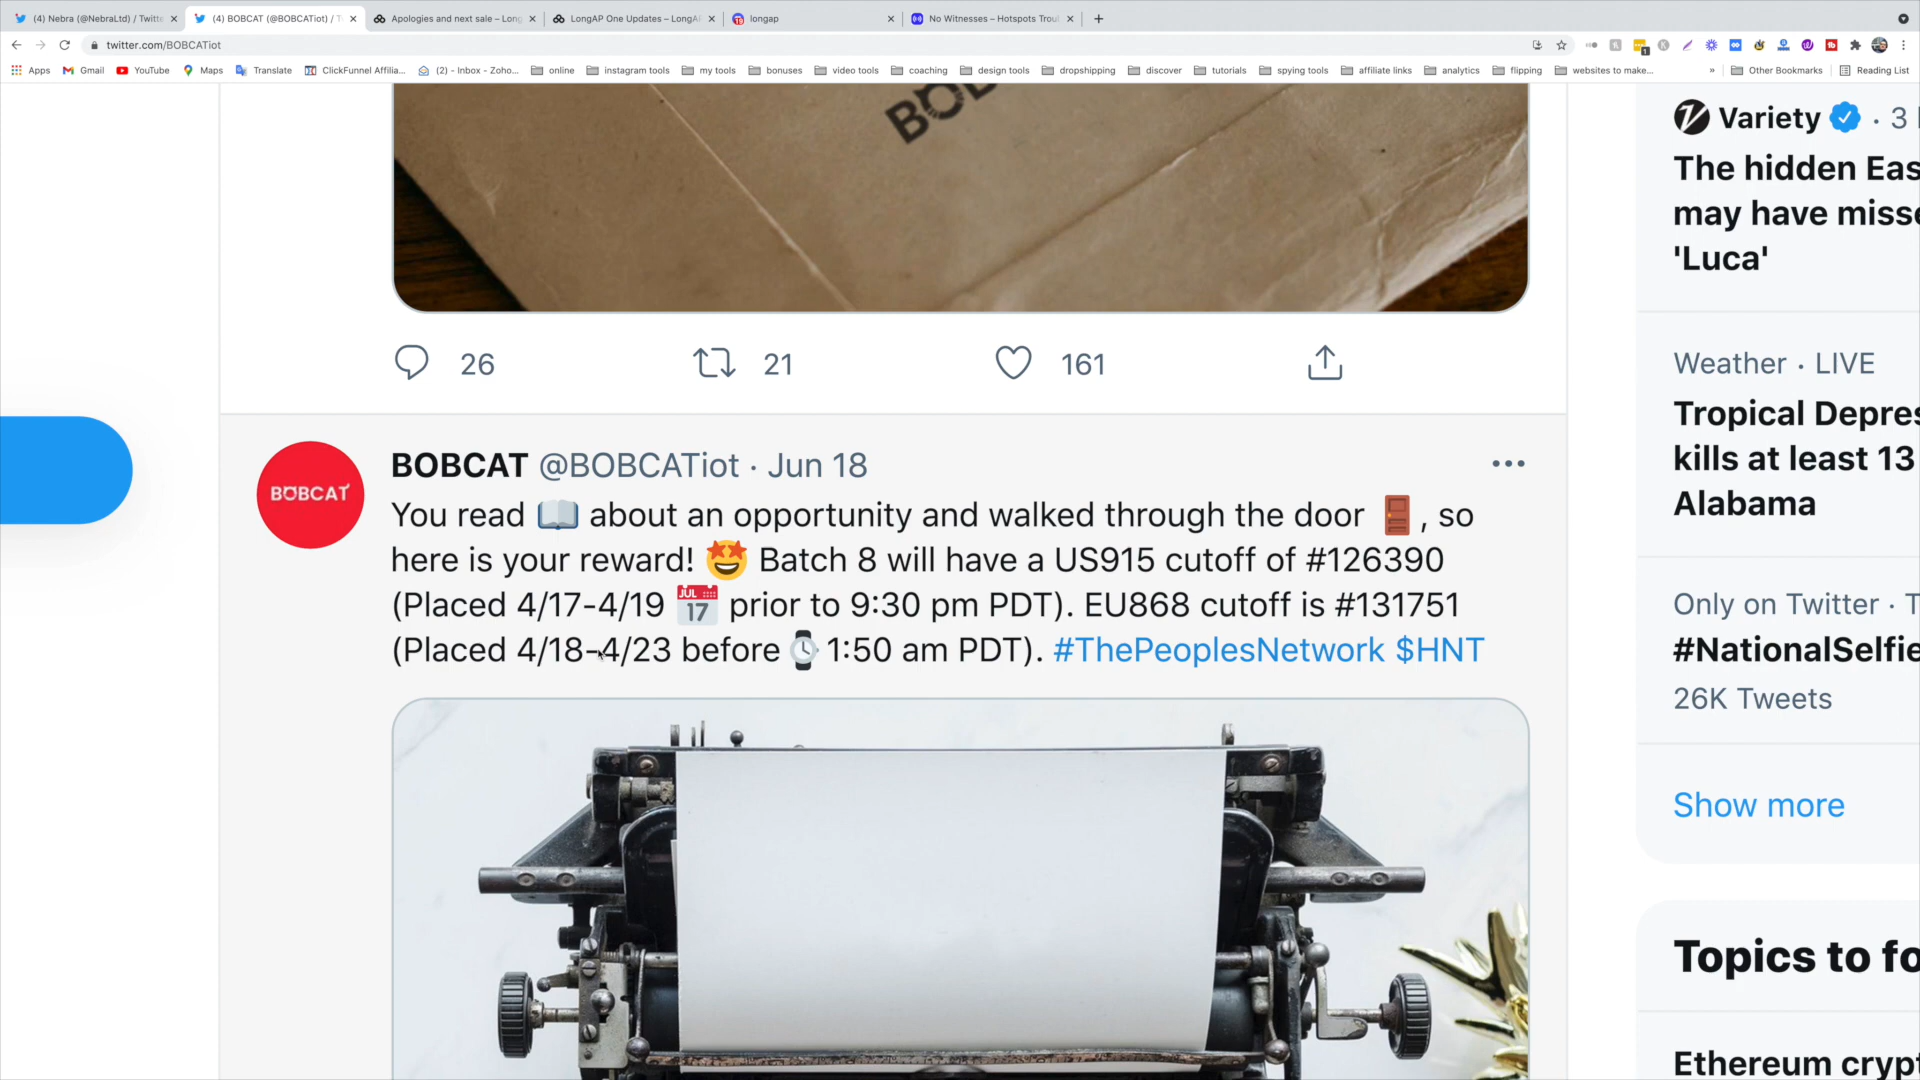 (4) Nebra (@NebraLtd) / Twitte
(4) BOBCAT (@BOBCATiot) / T
Apologies and next sale – Long
LongAP One Updates – LongAP
longap
No Witnesses – Hotspots Trou
twitter.com/BOBCATiot
Apps
Gmail
YouTube
Maps
Translate
ClickFunnel Affilia...
(2) - Inbox - Zoho...
online
instagram tools
my tools
bonuses
video tools
coaching
design tools
dropshipping
discover
tutorials
spying tools
affiliate links
analytics
flipping
websites to make...
»
Other Bookmarks
Reading List
26
21
161
BOBCAT
BOBCAT @BOBCATiot · Jun 18
You read 📖 about an opportunity and walked through the door 🚪, so
here is your reward! 🤩 Batch 8 will have a US915 cutoff of #126390
(Placed 4/17-4/19 📅 prior to 9:30 pm PDT). EU868 cutoff is #131751
(Placed 4/18-4/23 before ⌚ 1:50 am PDT). #ThePeoplesNetwork $HNT
Variety · 3
The hidden Eas
may have misse
'Luca'
Weather · LIVE
Tropical Depres
kills at least 13
Alabama
Only on Twitter · T
#NationalSelfie
26K Tweets
Show more
Topics to fo
Ethereum cryp